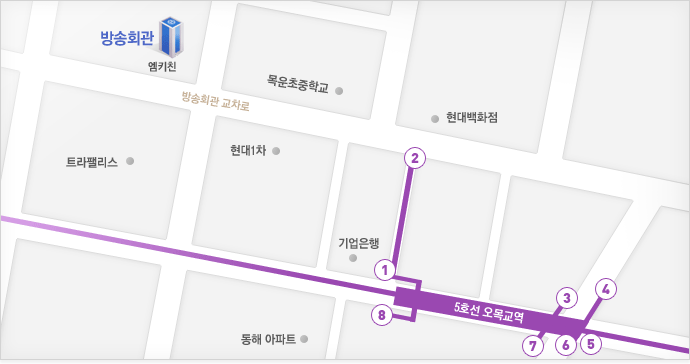 방송회관
엠키친
목운초중학교
방송회관 교차로
현대백화점
현대1차
트라팰리스
2
기업은행
1
3
4
5호선 오목교역
8
7
6
5
동해 아파트